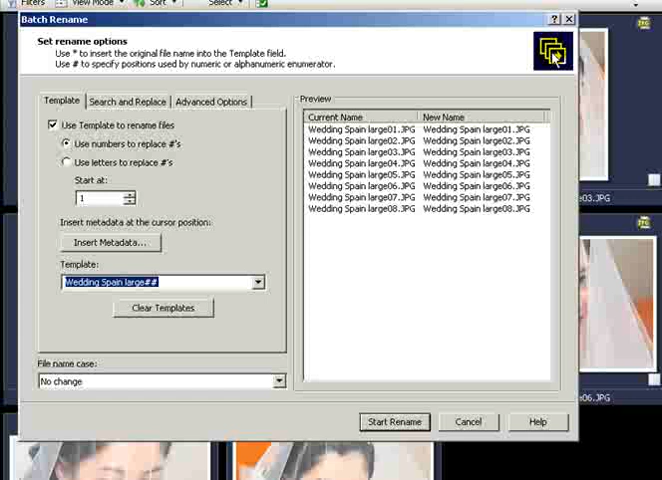 Filters View Mode Sort Select
Batch Rename
Set rename options
Use * to insert the original file name into the Template field.
Use # to specify positions used by numeric or alphanumeric enumerator.
Template Search and Replace Advanced Options
Use Template to rename files
Use numbers to replace #'s
Use letters to replace #'s
Start at:
1
Insert metadata at the cursor position:
Insert Metadata...
Template:
Wedding Spain large##
Clear Templates
File name case:
No change
Preview
Current Name New Name
Wedding Spain large01.JPG Wedding Spain large01.JPG
Wedding Spain large02.JPG Wedding Spain large02.JPG
Wedding Spain large03.JPG Wedding Spain large03.JPG
Wedding Spain large04.JPG Wedding Spain large04.JPG
Wedding Spain large05.JPG Wedding Spain large05.JPG
Wedding Spain large06.JPG Wedding Spain large06.JPG
Wedding Spain large07.JPG Wedding Spain large07.JPG
Wedding Spain large08.JPG Wedding Spain large08.JPG
Start Rename Cancel Help
e03.JPG
e06.JPG